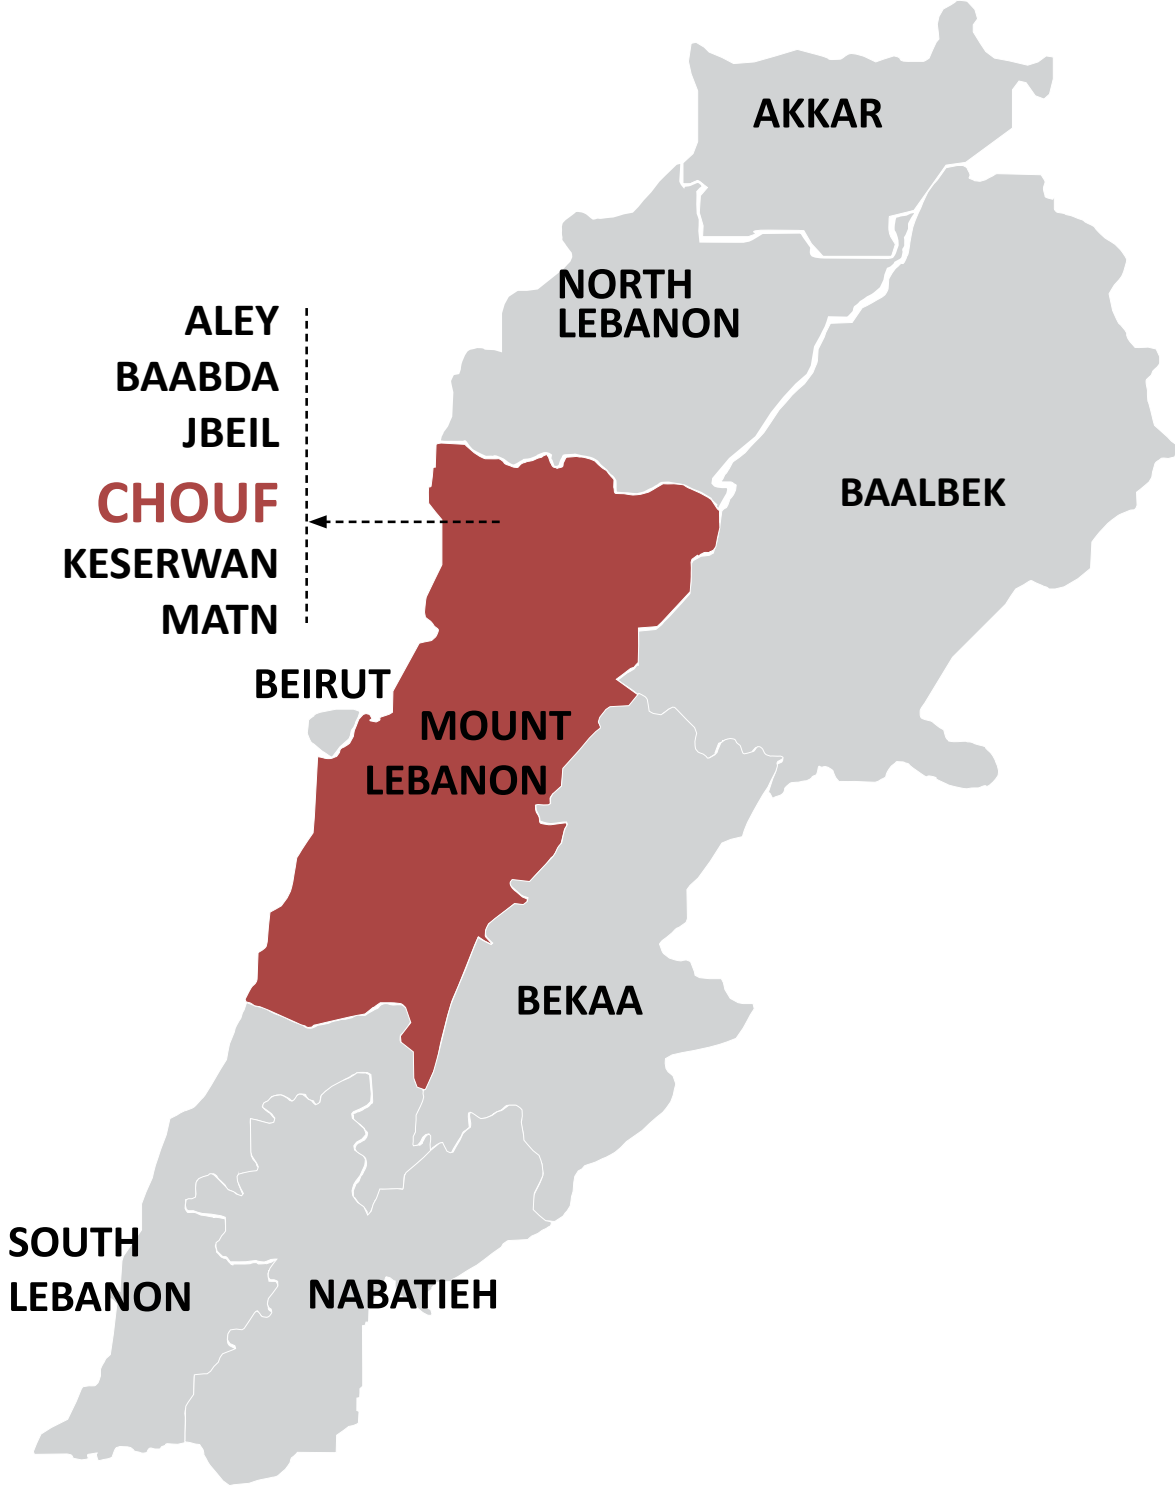 AKKAR
NORTH
LEBANON
ALEY
BAABDA
JBEIL
CHOUF
KESERWAN
MATN
BAALBEK
BEIRUT
MOUNT
LEBANON
BEKAA
SOUTH
LEBANON
NABATIEH